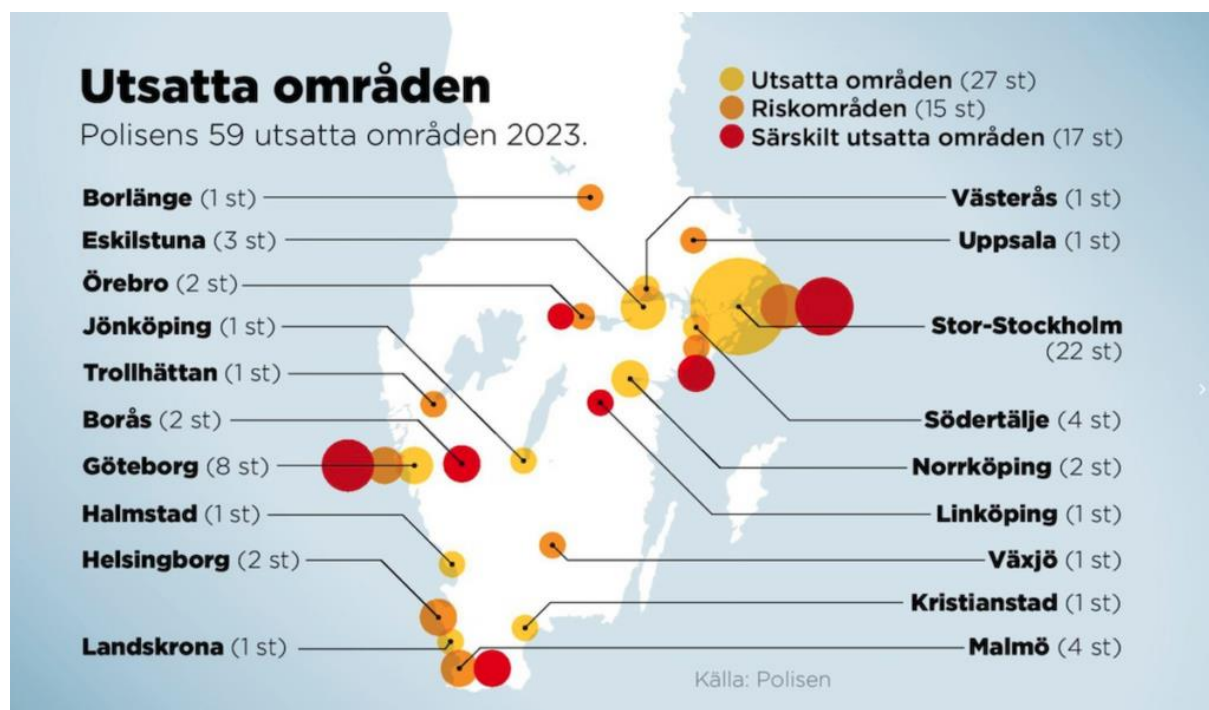 Utsatta områden
Polisens 59 utsatta områden 2023.
Utsatta områden (27 st)
Riskområden (15 st)
Särskilt utsatta områden (17 st)
Borlänge (1 st)
Eskilstuna (3 st)
Örebro (2 st)
Jönköping (1 st)
Trollhättan (1 st)
Borås (2 st)
Göteborg (8 st)
Halmstad (1 st)
Helsingborg (2 st)
Landskrona (1 st)
Västerås (1 st)
Uppsala (1 st)
Stor-Stockholm
(22 st)
Södertälje (4 st)
Norrköping (2 st)
Linköping (1 st)
Växjö (1 st)
Kristianstad (1 st)
Malmö (4 st)
Källa: Polisen